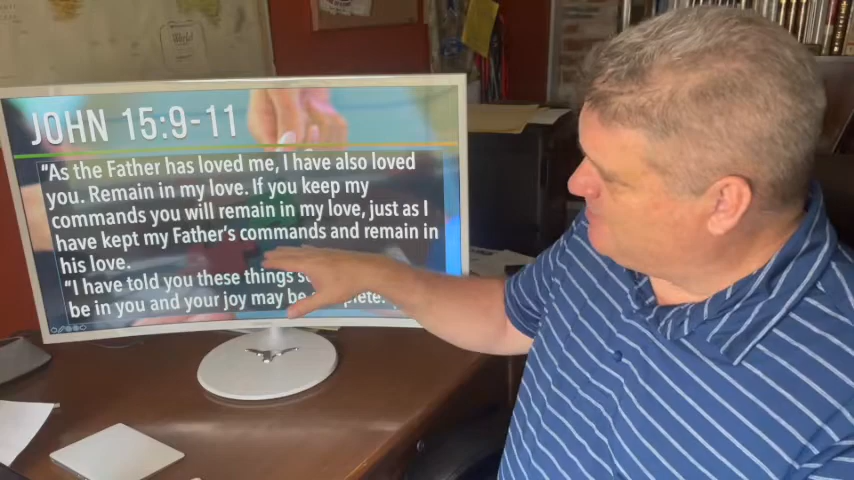 JOHN 15:9-11
"As the Father has loved me, I have also loved
you. Remain in my love. If you keep my
commands you will remain in my love, just as I
have kept my Father's commands and remain in
his love.
"I have told you these things s
be in you and your joy may be plete.
World